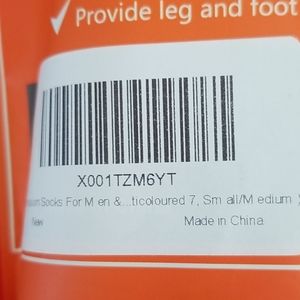 ✓ Provide leg and foot
X001TZM6YT
Socks For M en &...ticoloured 7, Sm all/M edium )
New
Made in China